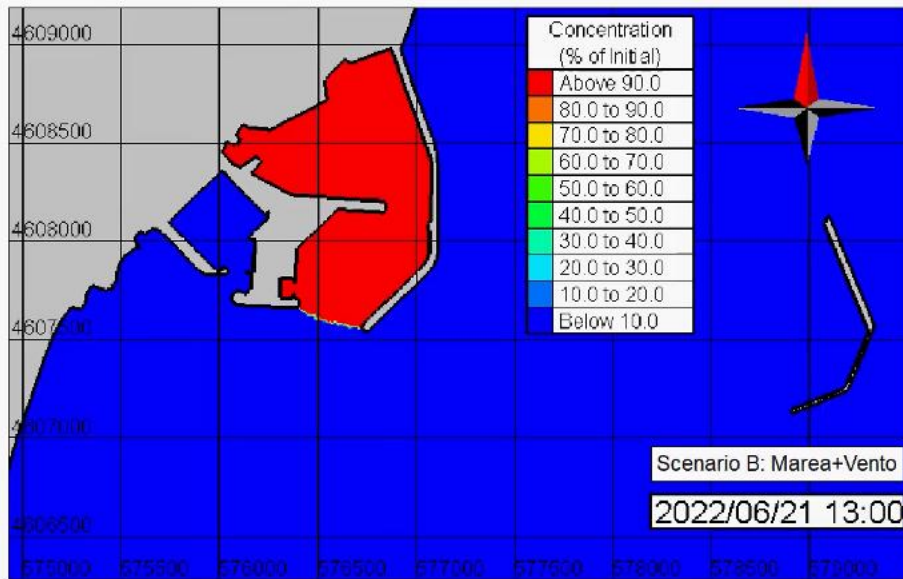 4609000
4608500
4608000
4607500
4607000
4606500
575000
575500
576000
576500
577000
577500
578000
578500
579000
Concentration
(% of Initial)
Above 90.0
80.0 to 90.0
70.0 to 80.0
60.0 to 70.0
50.0 to 60.0
40.0 to 50.0
30.0 to 40.0
20.0 to 30.0
10.0 to 20.0
Below 10.0
Scenario B: Marea+Vento
2022/06/21 13:00